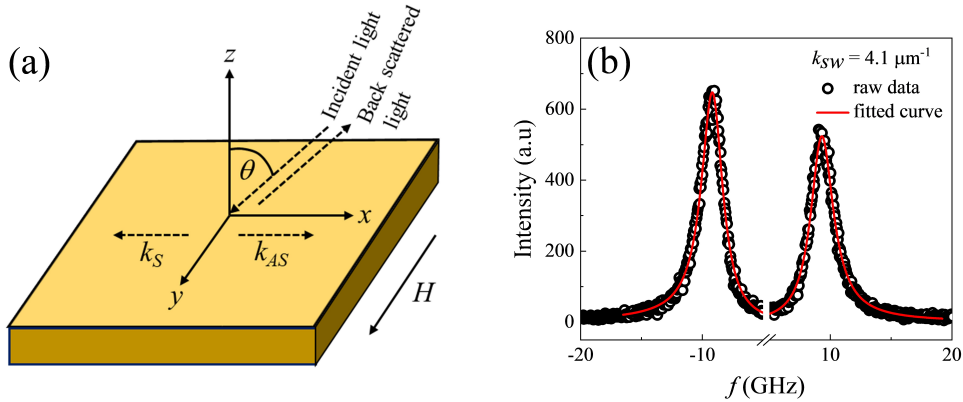 (a)
z
Incident light
Back scattered
light
θ
x
k_S
k_AS
y
H
(b)
800
600
400
200
0
Intensity (a.u)
k_SW = 4.1 μm⁻¹
raw data
fitted curve
-20
-10
10
20
f (GHz)